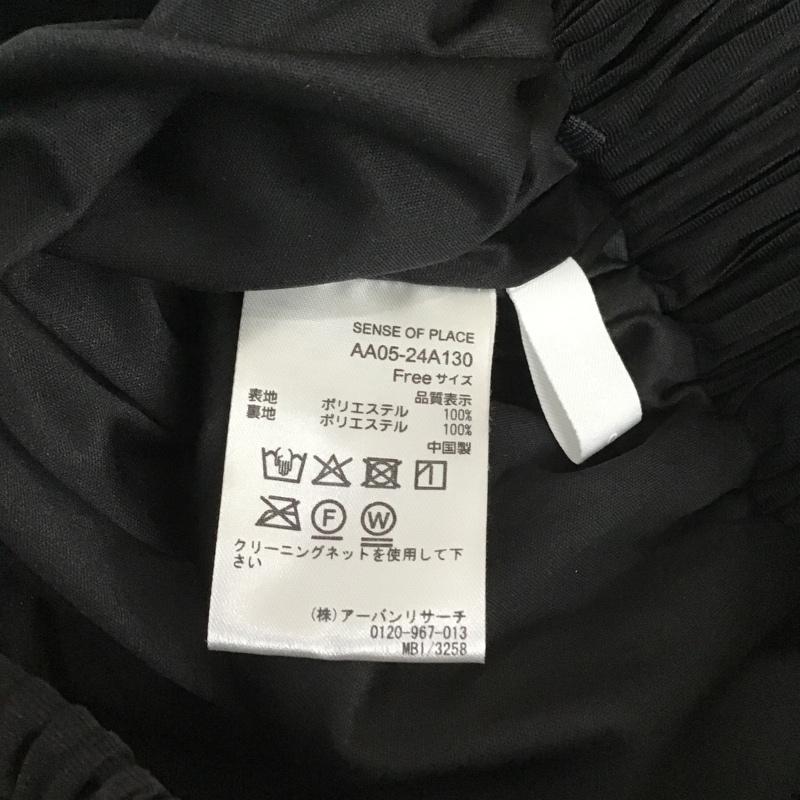 SENSE OF PLACE
AA05-24A130
Freeサイズ
品質表示
表地 ポリエステル 100%
裏地 ポリエステル 100%
中国製
F W
クリーニングネットを使用して下
さい
(株)アーバンリサーチ
0120-967-013
MBI/3258